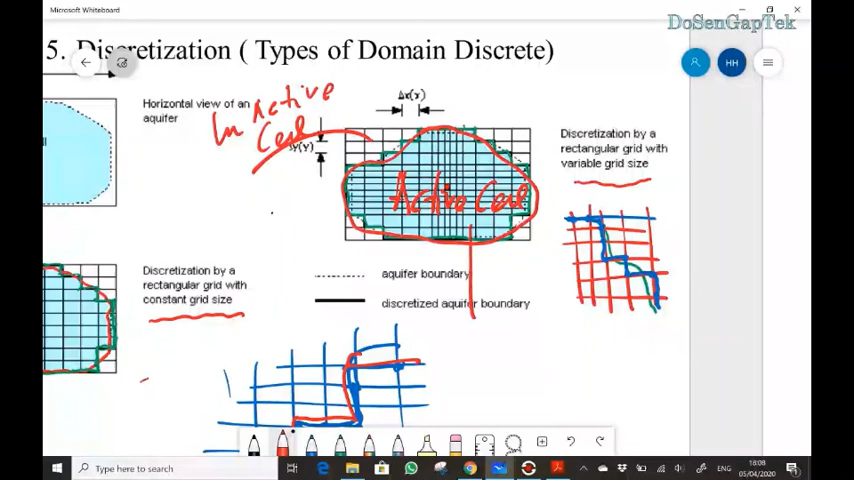 Microsoft Whiteboard
DoSenGapTek
5. Discretization ( Types of Domain Discrete)
HH
Horizontal view of an
aquifer
In Active
Cell
Δx(x)
y(y)
Active Cell
Discretization by a
rectangular grid with
variable grid size
Discretization by a
rectangular grid with
constant grid size
aquifer boundary
discretized aquifer boundary
Type here to search
ENG
18:08
05/04/2020